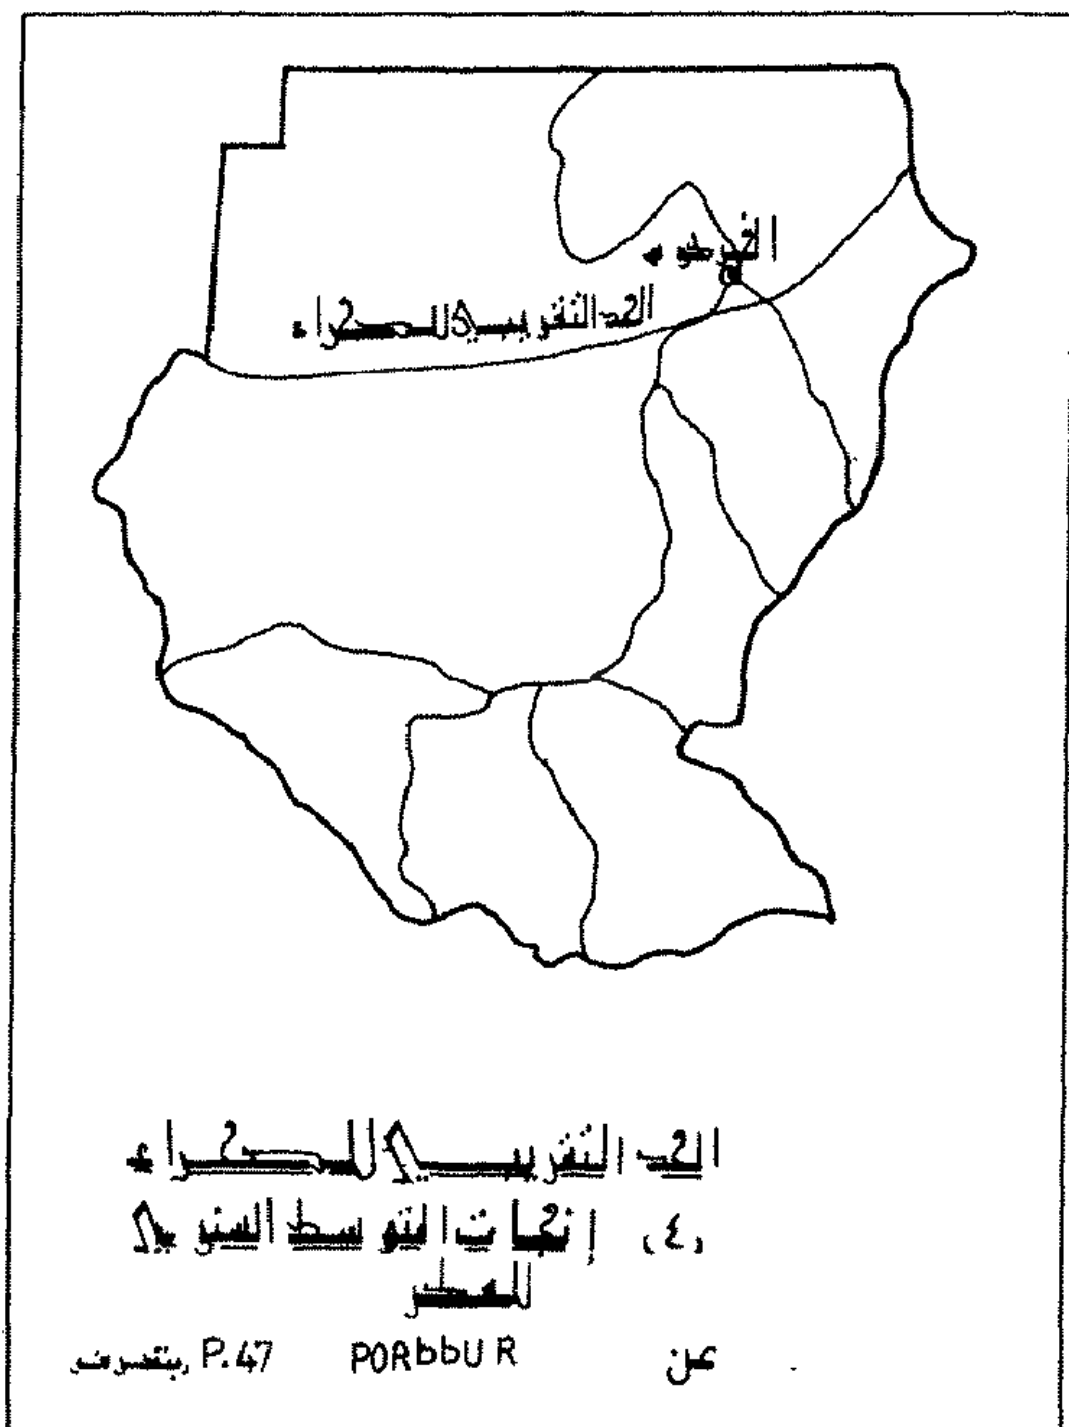 الخرطوم
الحد التقريبي للصحراء
الحد التقريبي للصحراء
(٤) إتجاهات المتوسط السنوي
للمطر
عن PORbbUR P.47 بتصرف